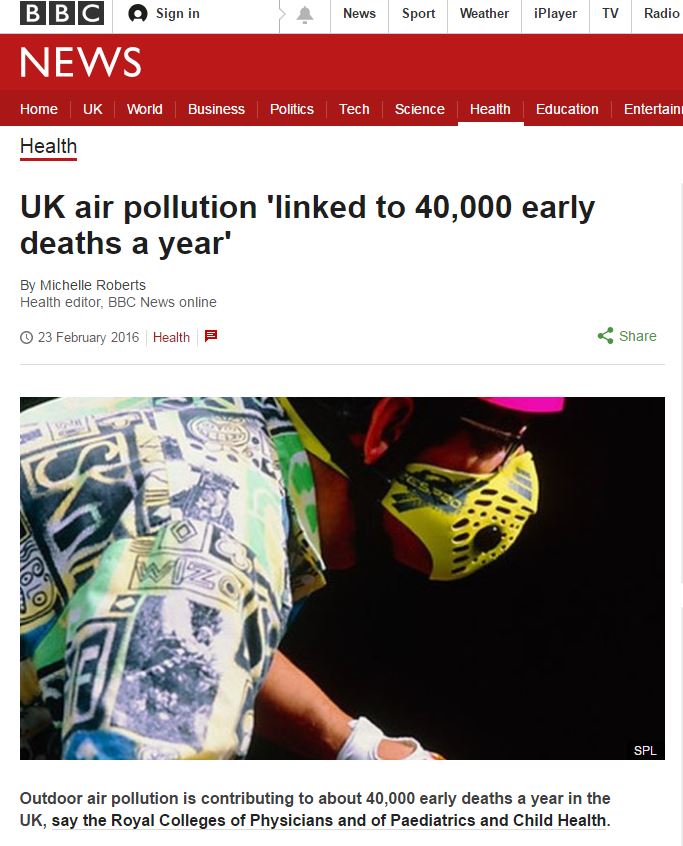 BBC Sign in News Sport Weather iPlayer TV Radio
NEWS
Home UK World Business Politics Tech Science Health Education Entertain
Health
UK air pollution 'linked to 40,000 early
deaths a year'
By Michelle Roberts
Health editor, BBC News online
23 February 2016 Health
Share
WIZO
SPL
Outdoor air pollution is contributing to about 40,000 early deaths a year in the
UK, say the Royal Colleges of Physicians and of Paediatrics and Child Health.